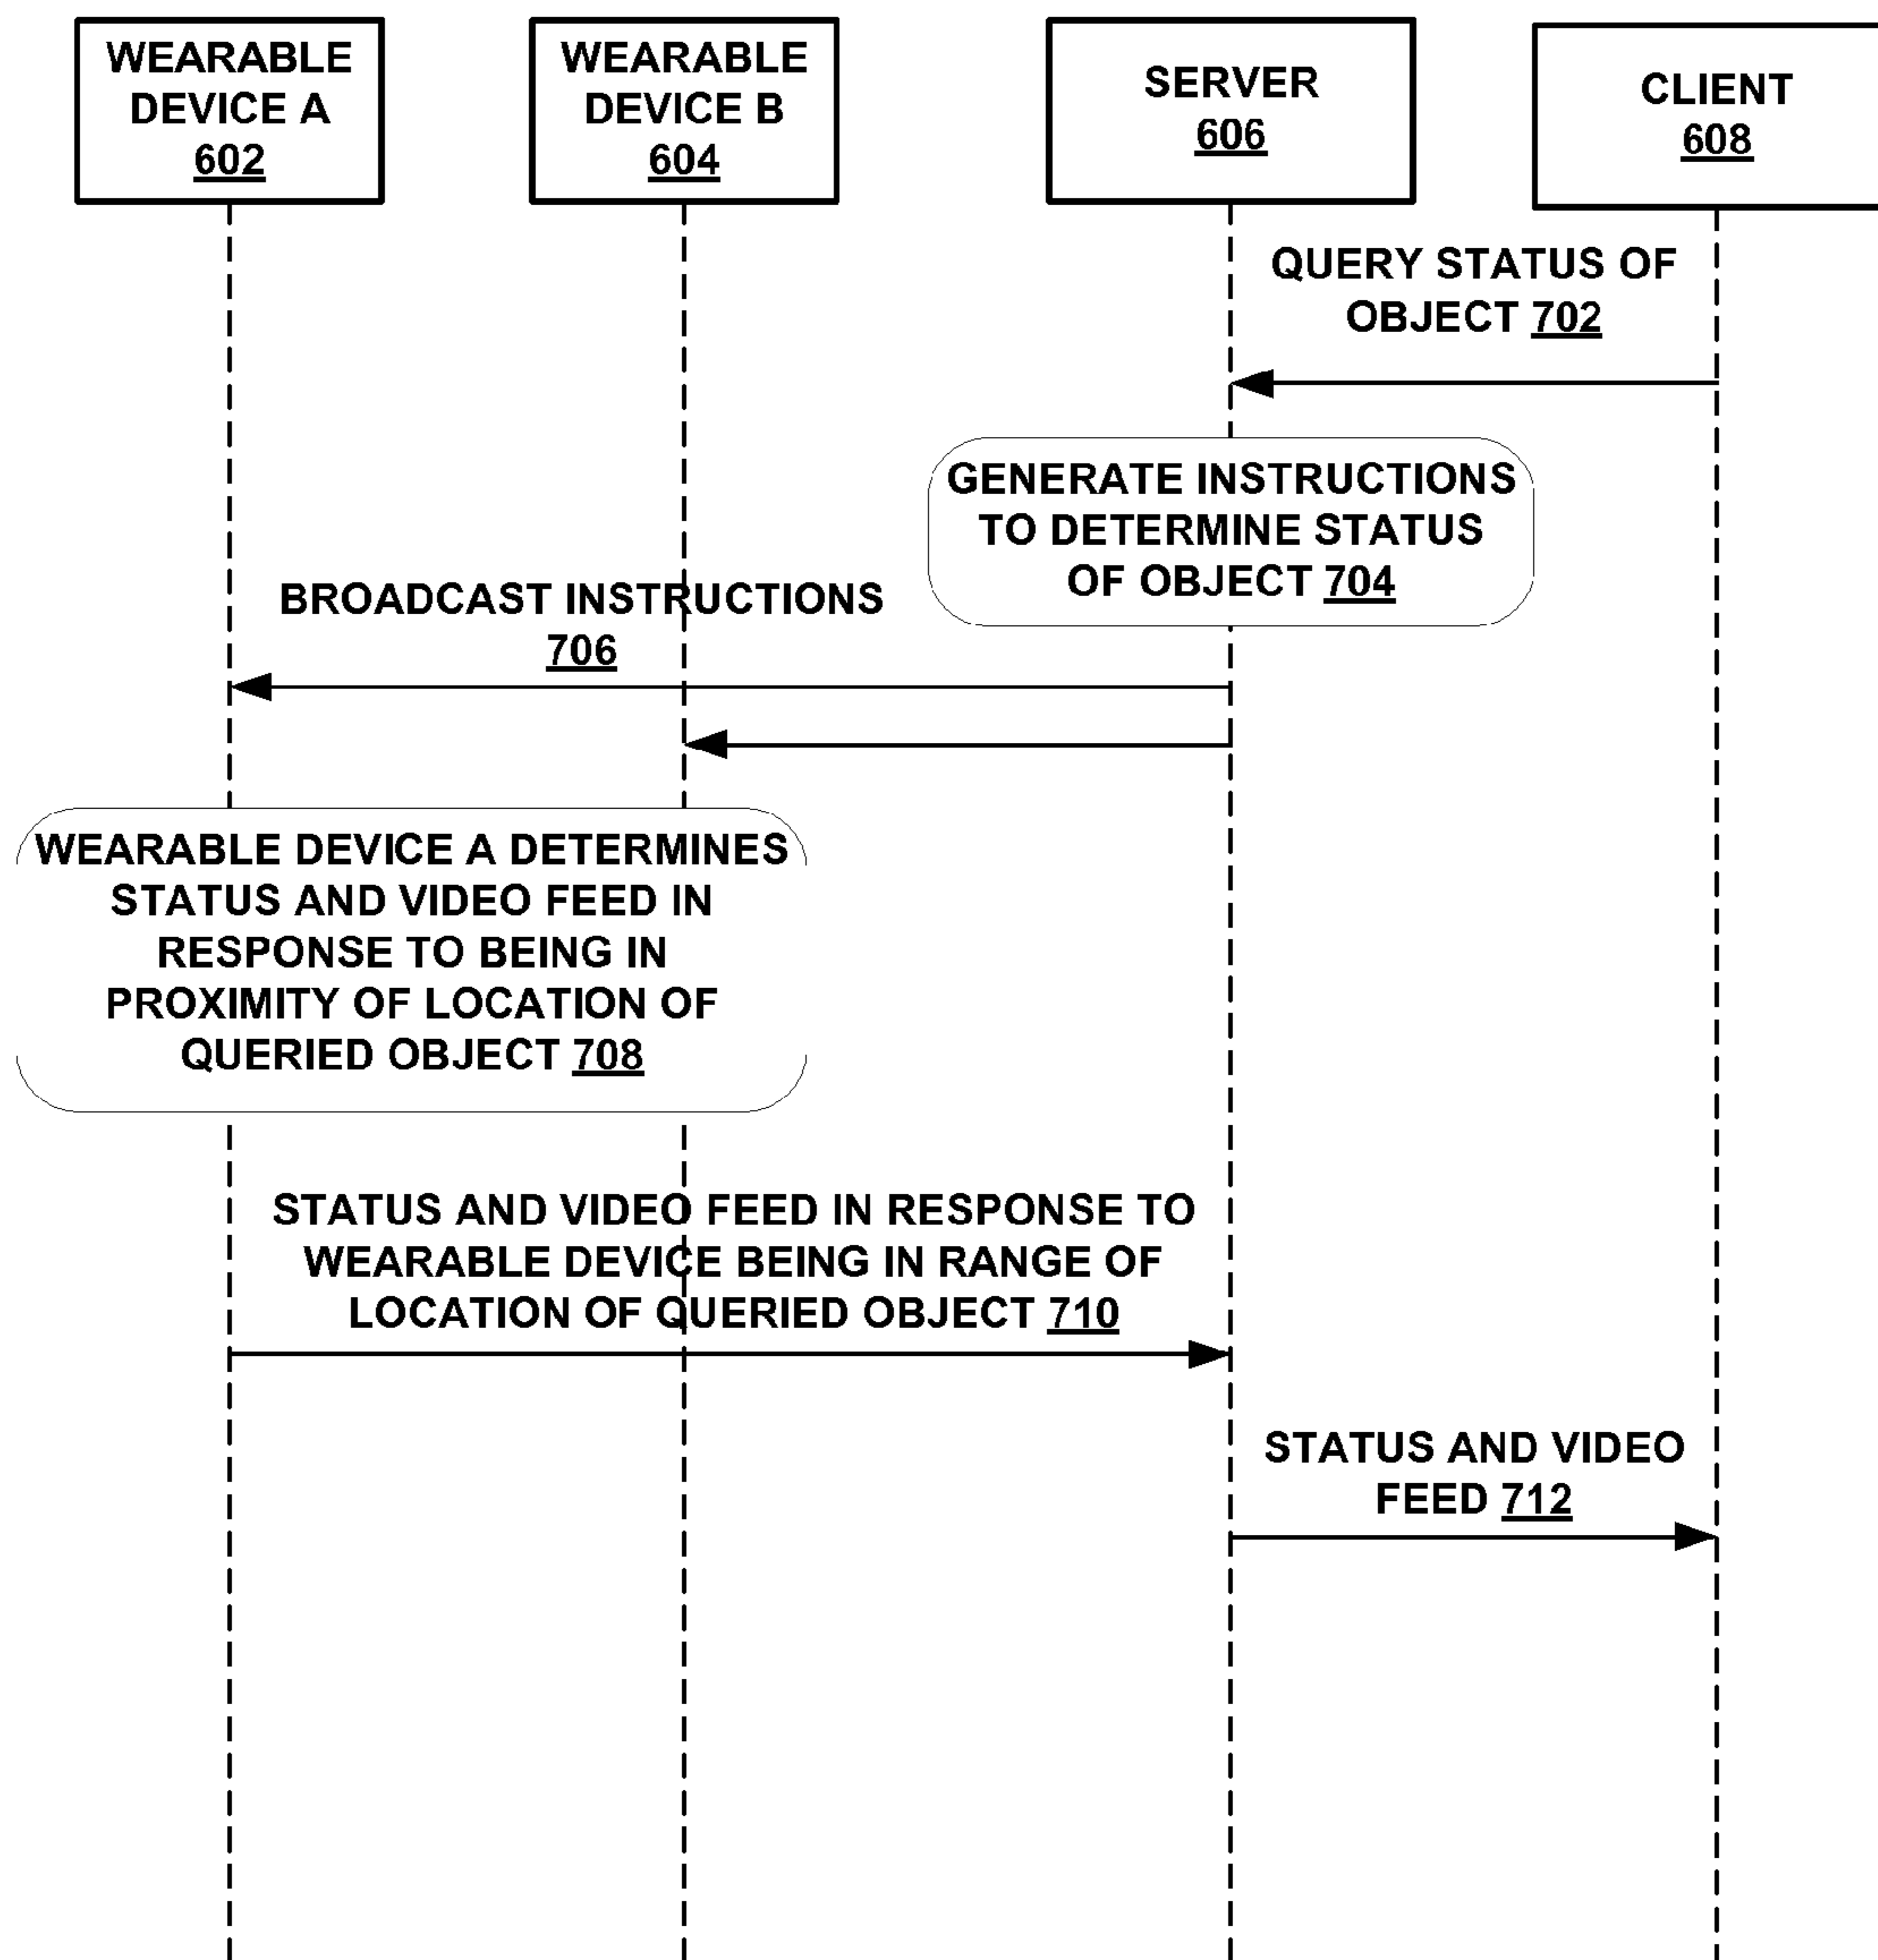 WEARABLE
DEVICE A
602
WEARABLE
DEVICE B
604
SERVER
606
CLIENT
608
QUERY STATUS OF
OBJECT 702
GENERATE INSTRUCTIONS
TO DETERMINE STATUS
OF OBJECT 704
BROADCAST INSTRUCTIONS
706
WEARABLE DEVICE A DETERMINES
STATUS AND VIDEO FEED IN
RESPONSE TO BEING IN
PROXIMITY OF LOCATION OF
QUERIED OBJECT 708
STATUS AND VIDEO FEED IN RESPONSE TO
WEARABLE DEVICE BEING IN RANGE OF
LOCATION OF QUERIED OBJECT 710
STATUS AND VIDEO
FEED 712